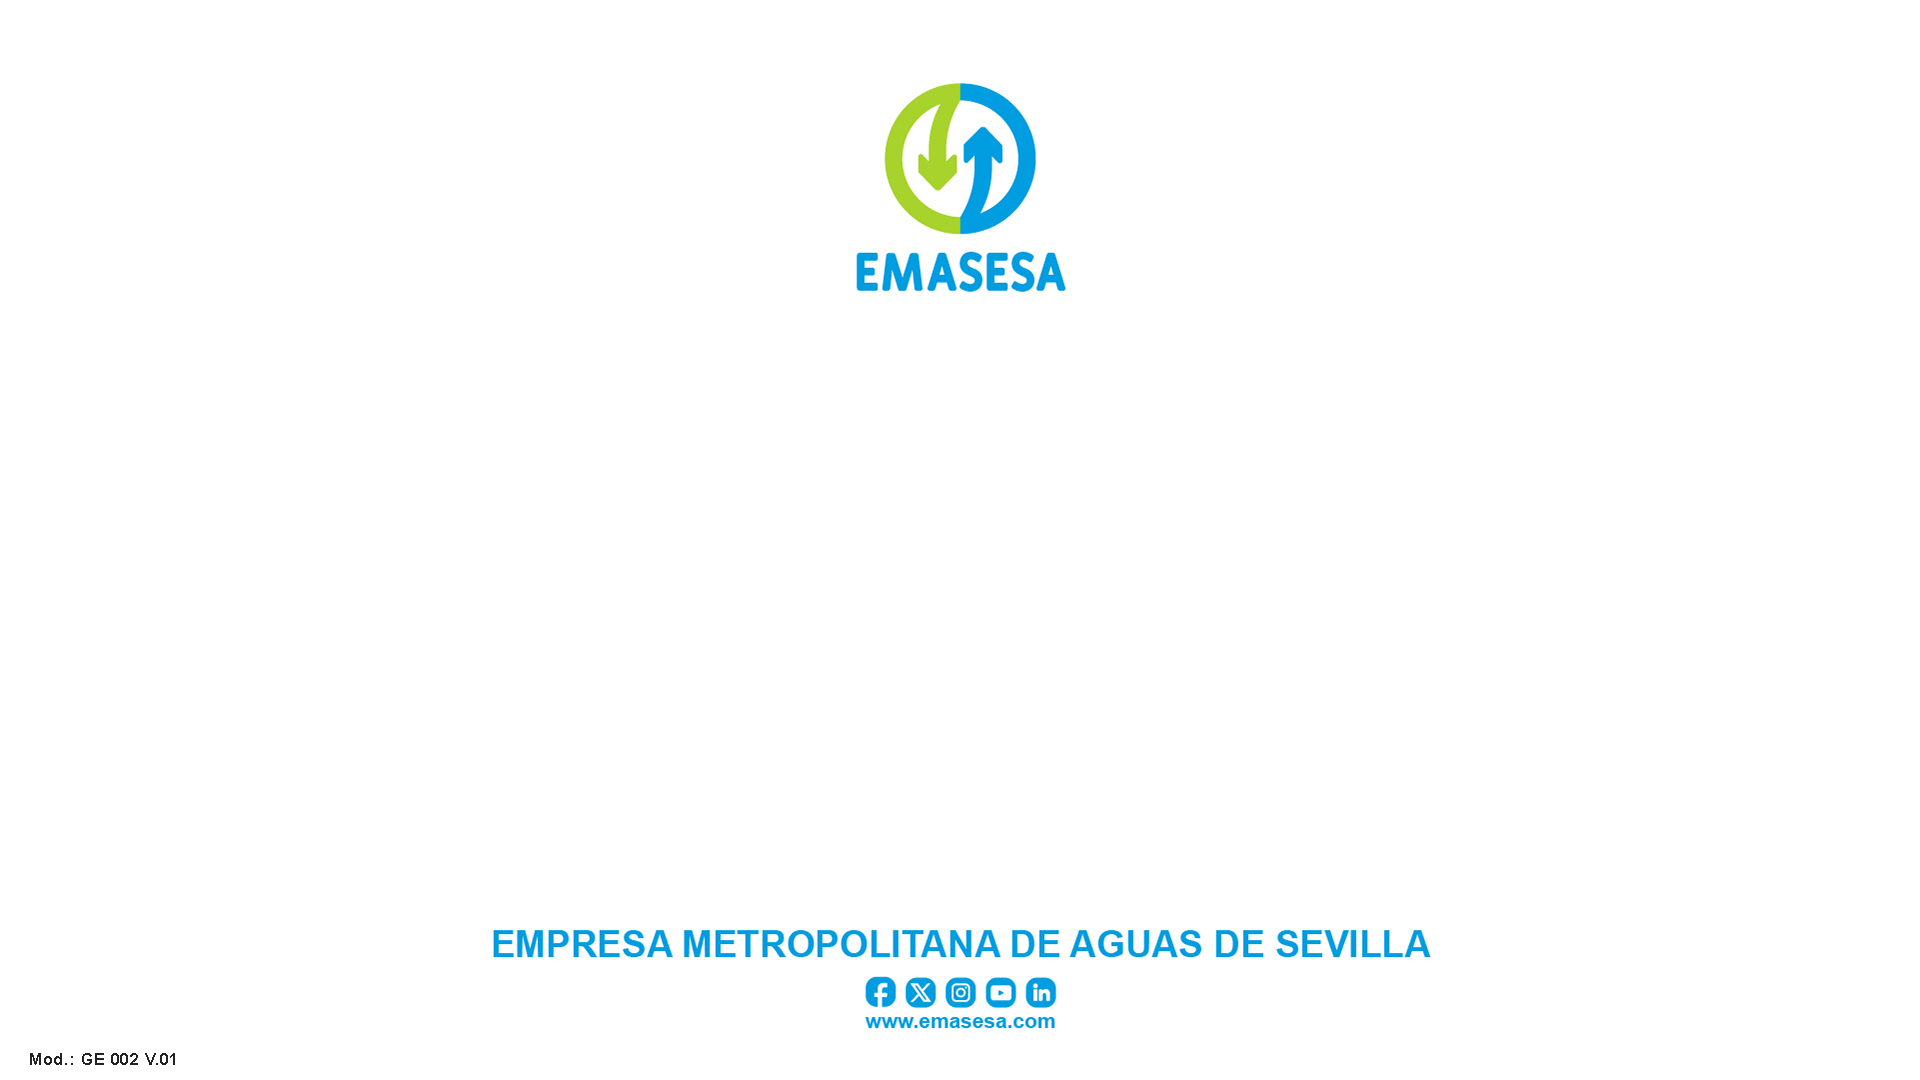 EMASESA
EMPRESA METROPOLITANA DE AGUAS DE SEVILLA
www.emasesa.com
Mod.: GE 002 V.01